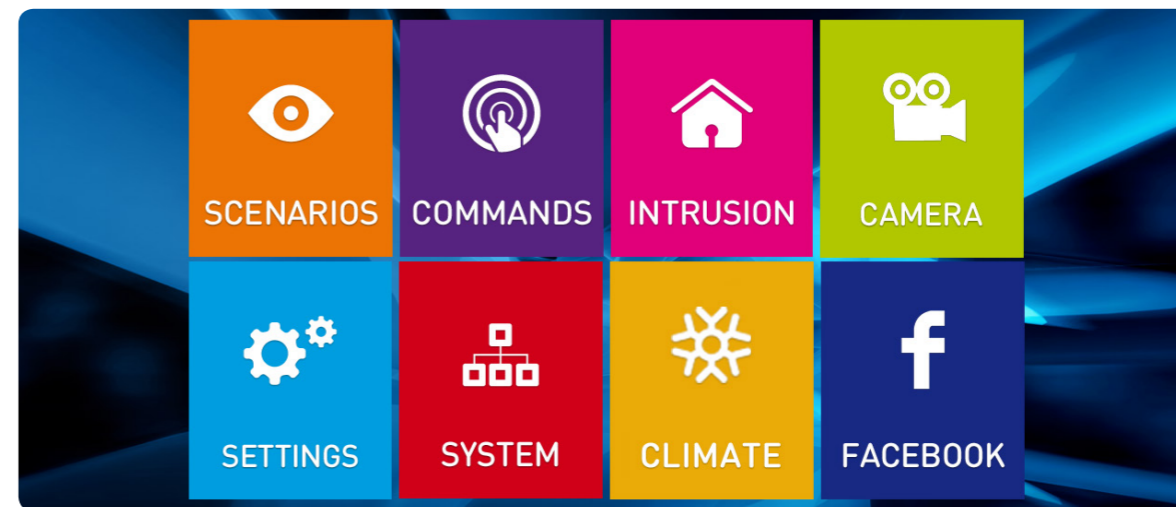 SCENARIOS
COMMANDS
INTRUSION
CAMERA
SETTINGS
SYSTEM
CLIMATE
FACEBOOK